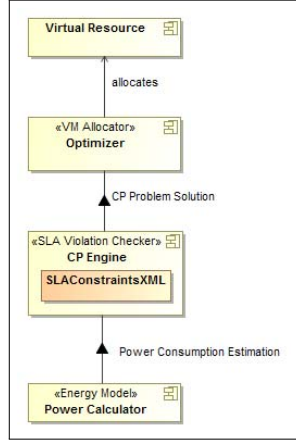 Virtual Resource
allocates
«VM Allocator»
Optimizer
CP Problem Solution
«SLA Violation Checker»
CP Engine
SLAConstraintsXML
Power Consumption Estimation
«Energy Model»
Power Calculator